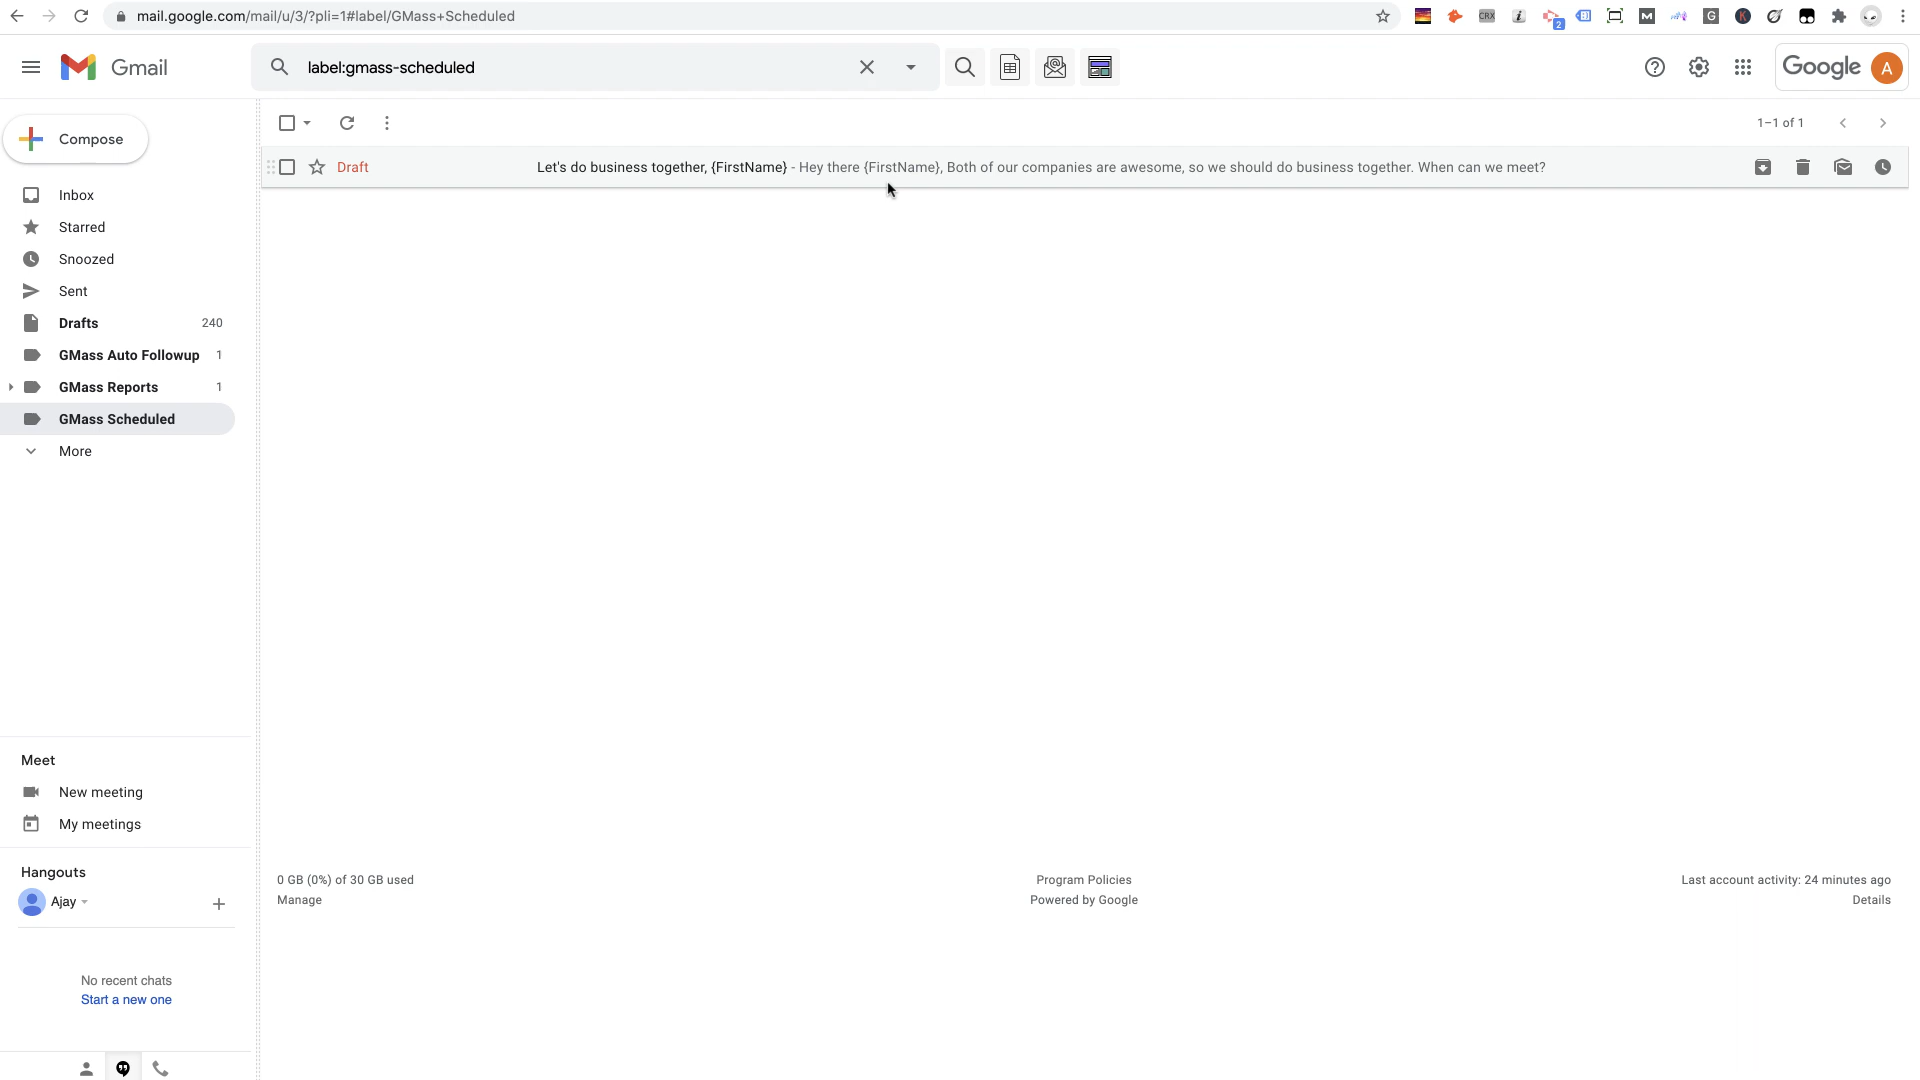 mail.google.com/mail/u/3/?pli=1#label/GMass+Scheduled
CRX
i
2
M
G
K
Gmail
label:gmass-scheduled
Google
A
Compose
1–1 of 1
Draft
Let's do business together, {FirstName} - Hey there {FirstName}, Both of our companies are awesome, so we should do business together. When can we meet?
Inbox
Starred
Snoozed
Sent
Drafts 240
GMass Auto Followup 1
GMass Reports 1
GMass Scheduled
More
Meet
New meeting
My meetings
Hangouts
Ajay
No recent chats
Start a new one
0 GB (0%) of 30 GB used
Manage
Program Policies
Powered by Google
Last account activity: 24 minutes ago
Details